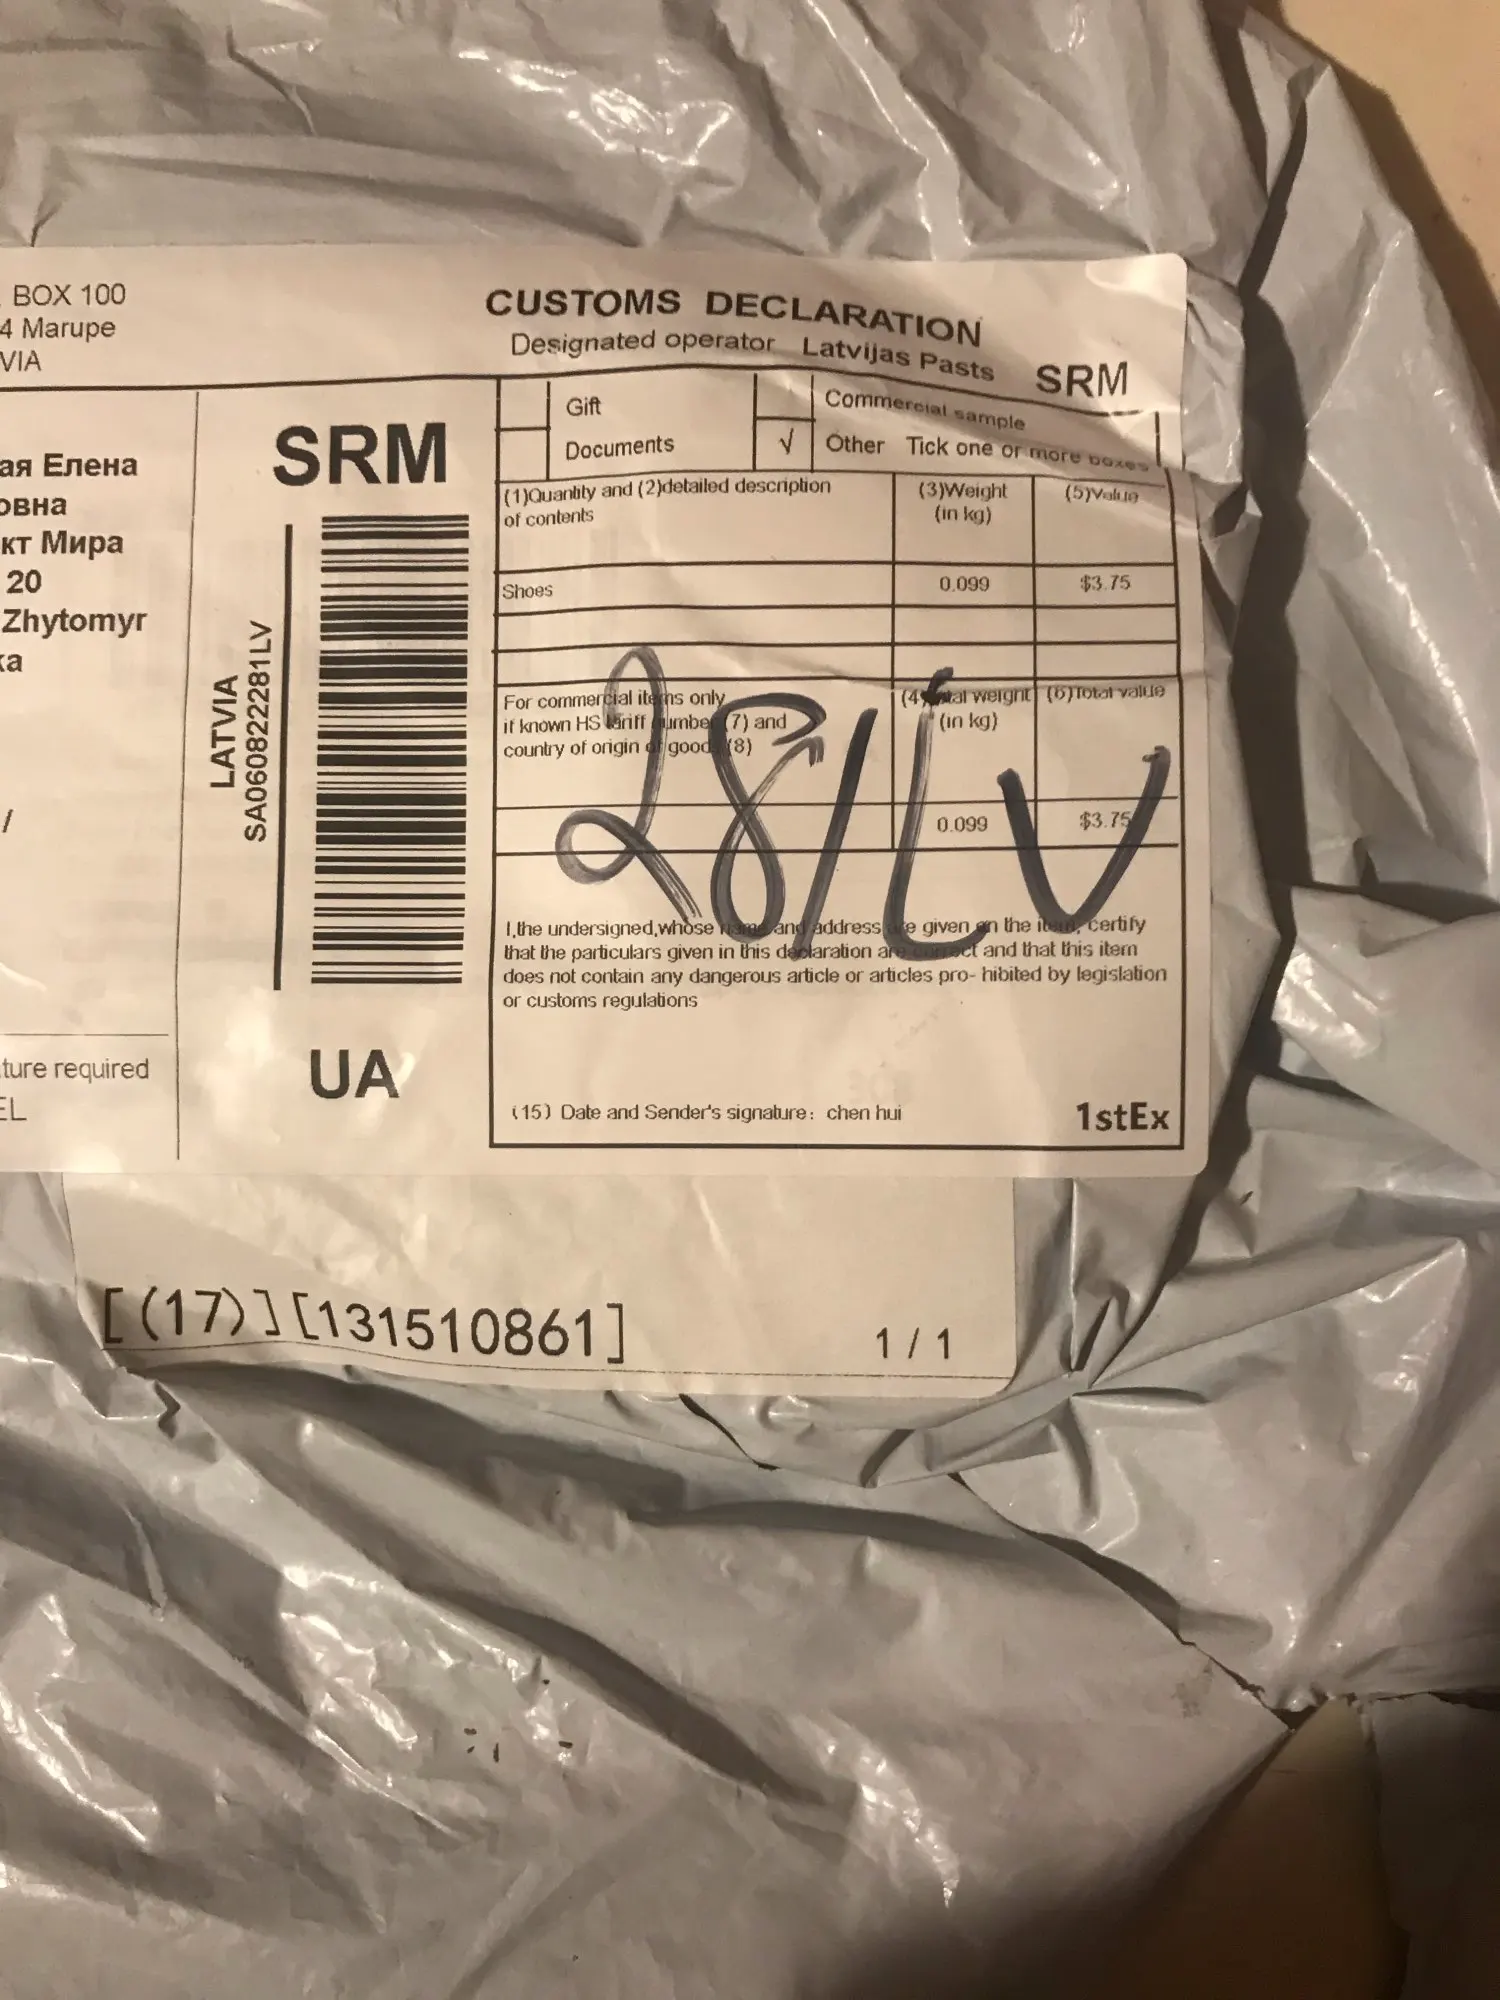 BOX 100
4 Marupe
VIA
CUSTOMS DECLARATION
Designated operator Latvijas Pasts SRM
Gift
Commercial sample
Documents
√ Other Tick one or more boxes
ая Елена
овна
кт Мира
20
Zhytomyr
ка
/
ture required
EL
SRM
LATVIA
SA060822281LV
UA
(1)Quantity and (2)detailed description
of contents
(3)Weight
(in kg)
(5)Value
Shoes 0.099 $3.75
For commercial items only
if known HS tariff number (7) and
country of origin of goods (8)
(4)Total weight
(in kg)
(6)Total value
0.099 $3.75
281LV
I,the undersigned,whose name and address are given on the item, certify
that the particulars given in this declaration are correct and that this item
does not contain any dangerous article or articles pro- hibited by legislation
or customs regulations
(15) Date and Sender's signature: chen hui
1stEx
[(17)][131510861] 1/1